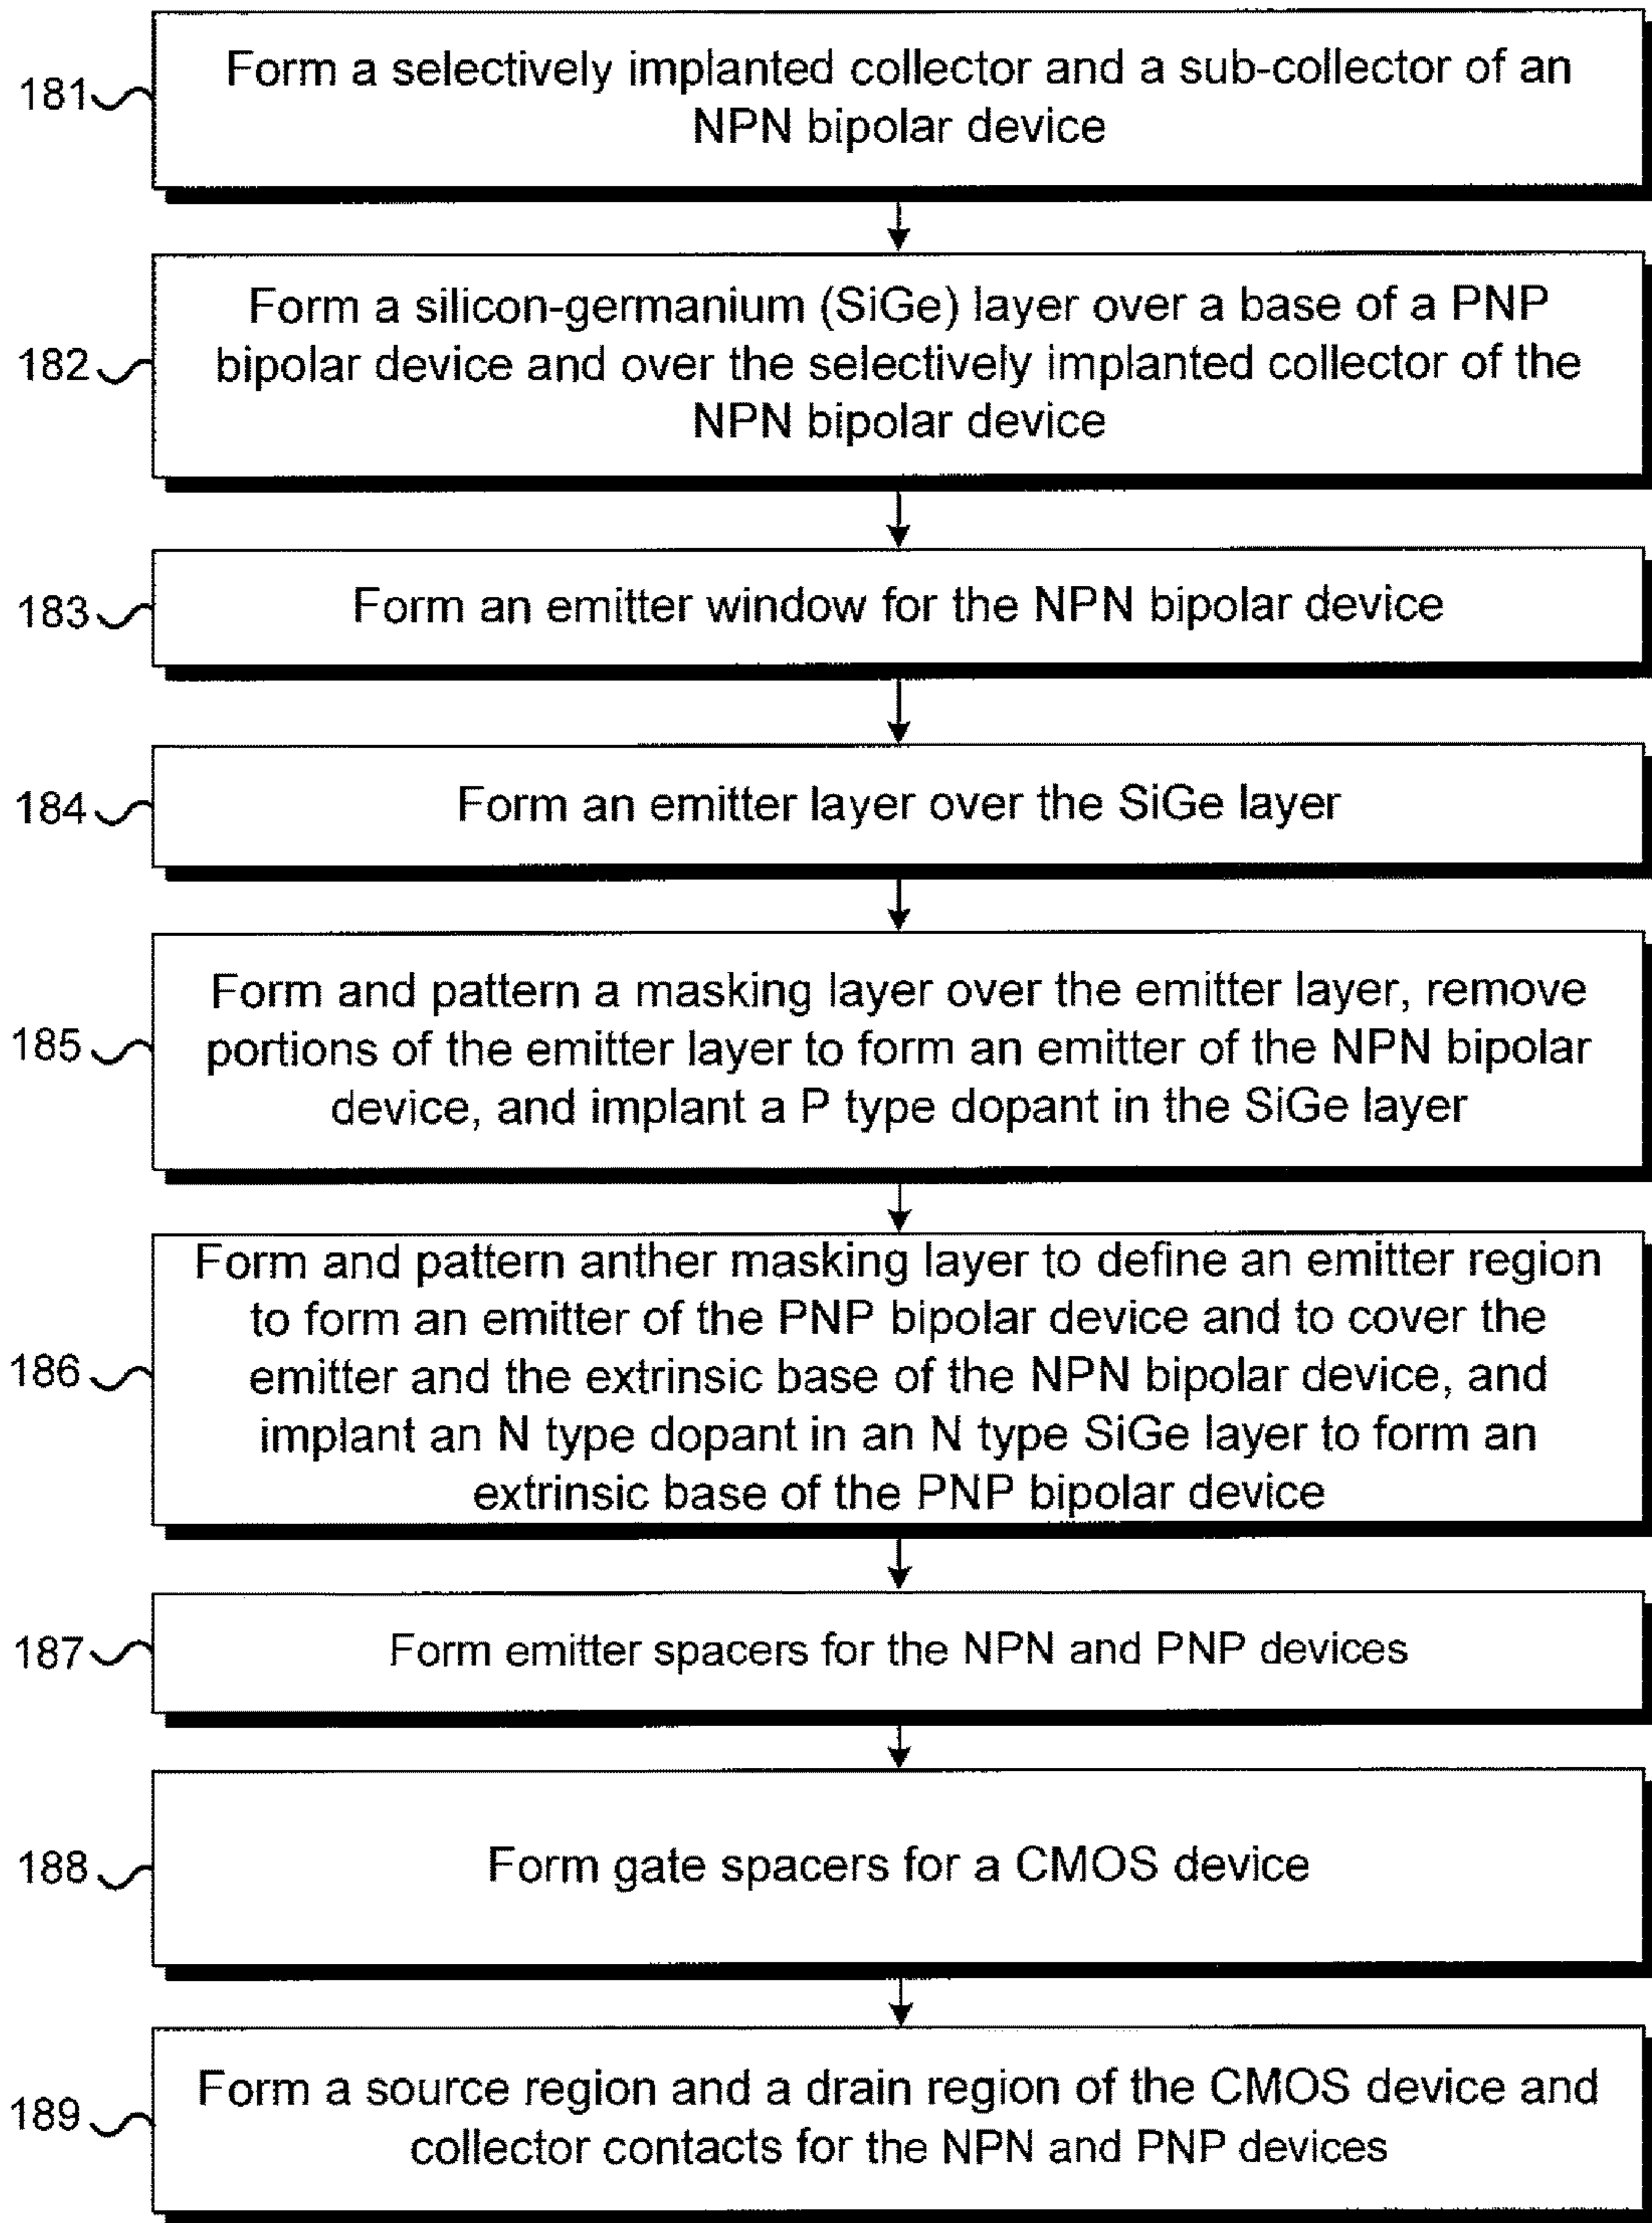 181
Form a selectively implanted collector and a sub-collector of an
NPN bipolar device
182
Form a silicon-germanium (SiGe) layer over a base of a PNP
bipolar device and over the selectively implanted collector of the
NPN bipolar device
183
Form an emitter window for the NPN bipolar device
184
Form an emitter layer over the SiGe layer
185
Form and pattern a masking layer over the emitter layer, remove
portions of the emitter layer to form an emitter of the NPN bipolar
device, and implant a P type dopant in the SiGe layer
186
Form and pattern anther masking layer to define an emitter region
to form an emitter of the PNP bipolar device and to cover the
emitter and the extrinsic base of the NPN bipolar device, and
implant an N type dopant in an N type SiGe layer to form an
extrinsic base of the PNP bipolar device
187
Form emitter spacers for the NPN and PNP devices
188
Form gate spacers for a CMOS device
189
Form a source region and a drain region of the CMOS device and
collector contacts for the NPN and PNP devices